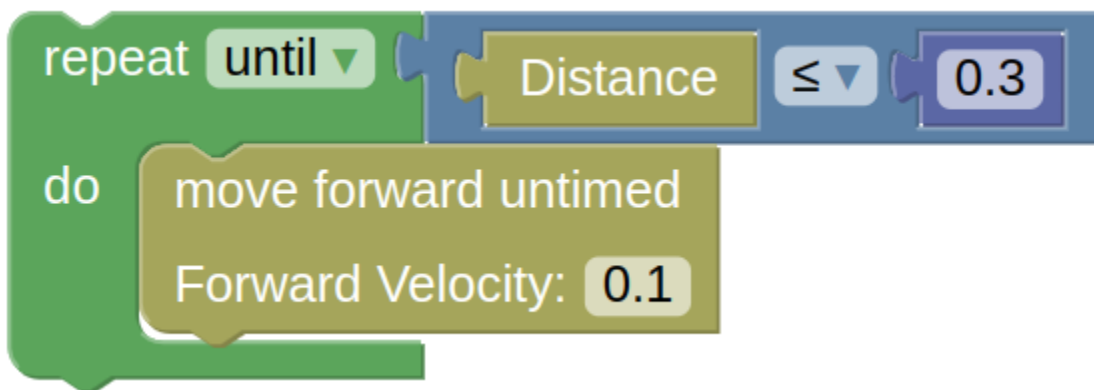 repeat until ▼ Distance ≤ ▼ 0.3
do move forward untimed
Forward Velocity: 0.1